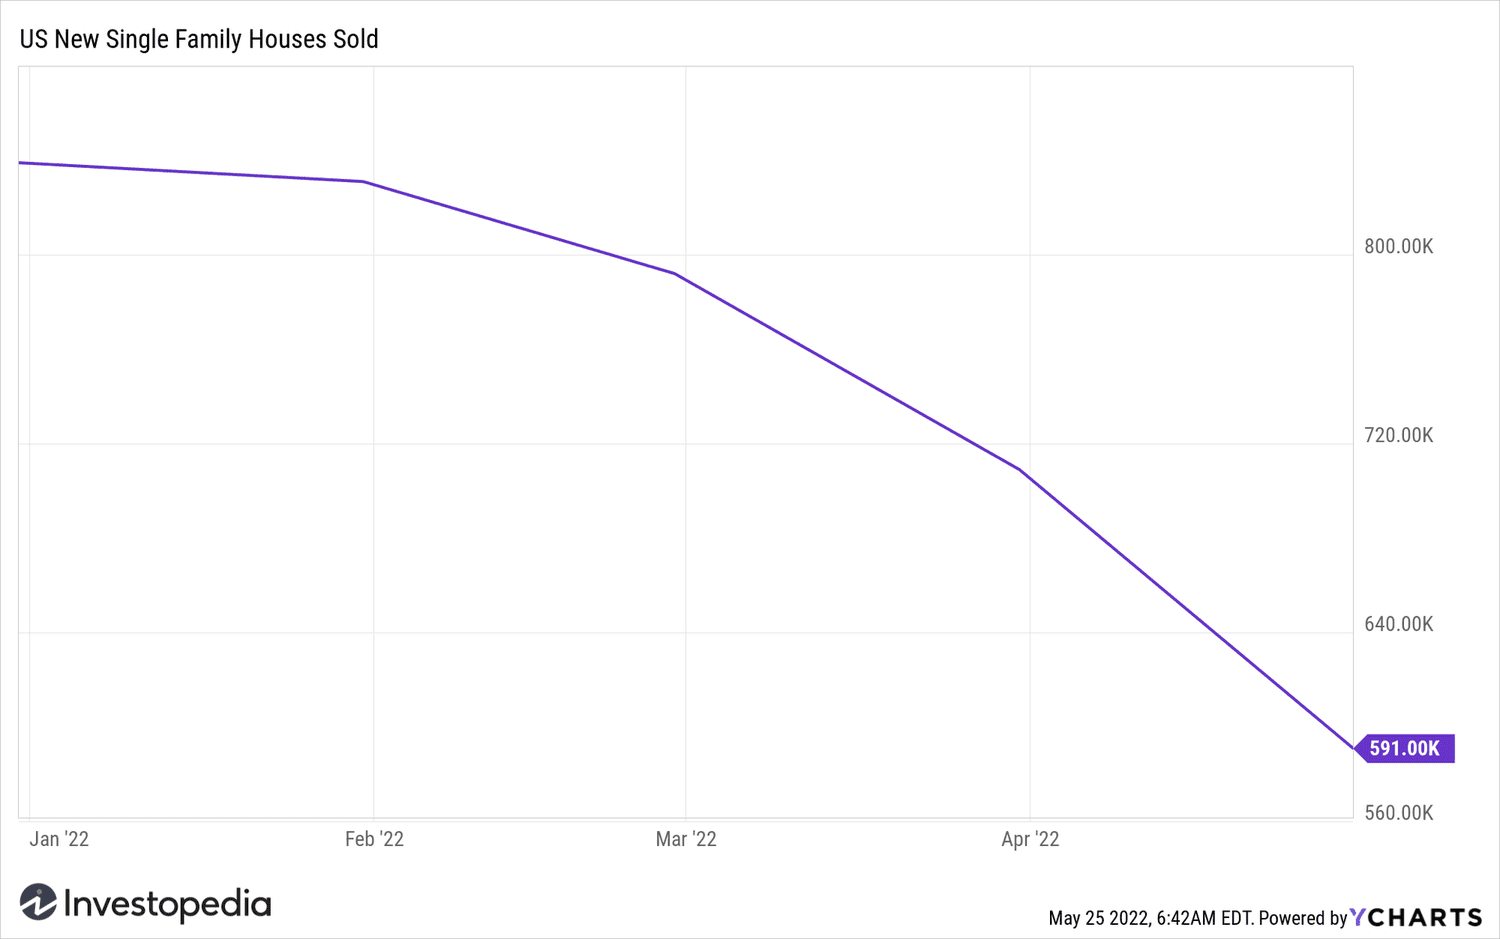 US New Single Family Houses Sold
800.00K
720.00K
640.00K
591.00K
560.00K
Jan '22 Feb '22 Mar '22 Apr '22
Investopedia
May 25 2022, 6:42AM EDT. Powered by YCHARTS